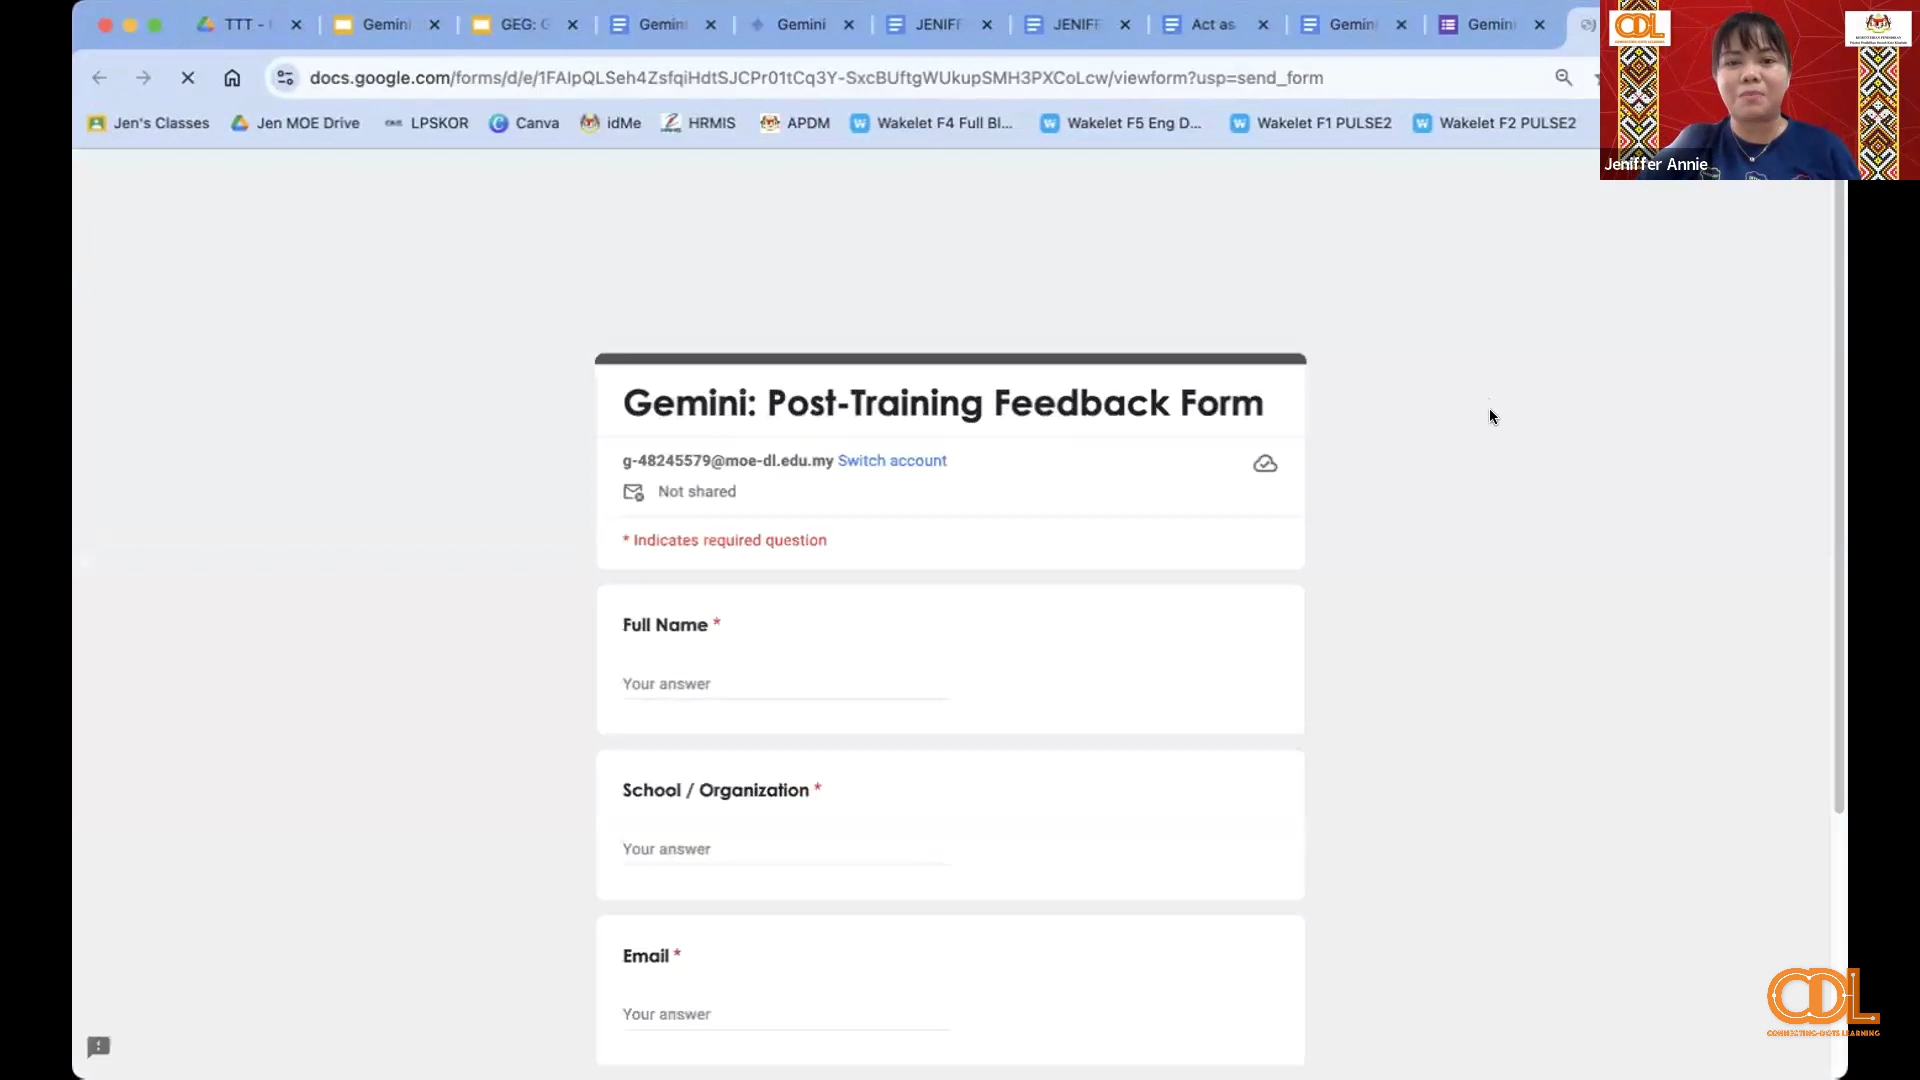 TTT -
Gemini
GEG: G
Gemini
Gemini
JENIFF
JENIFF
Act as
Gemin
Gemini
docs.google.com/forms/d/e/1FAIpQLSeh4ZsfqiHdtSJCPr01tCq3Y-SxcBUftgWUkupSMH3PXCoLcw/viewform?usp=send_form
Jen's Classes
Jen MOE Drive
LPSKOR
Canva
idMe
HRMIS
APDM
Wakelet F4 Full Bl...
Wakelet F5 Eng D...
Wakelet F1 PULSE2
Wakelet F2 PULSE2
CDL
Jeniffer Annie
Gemini: Post-Training Feedback Form
g-48245579@moe-dl.edu.my Switch account
Not shared
* Indicates required question
Full Name *
Your answer
School / Organization *
Your answer
Email *
Your answer
CDL
CONNECTING-DOTS LEARNING